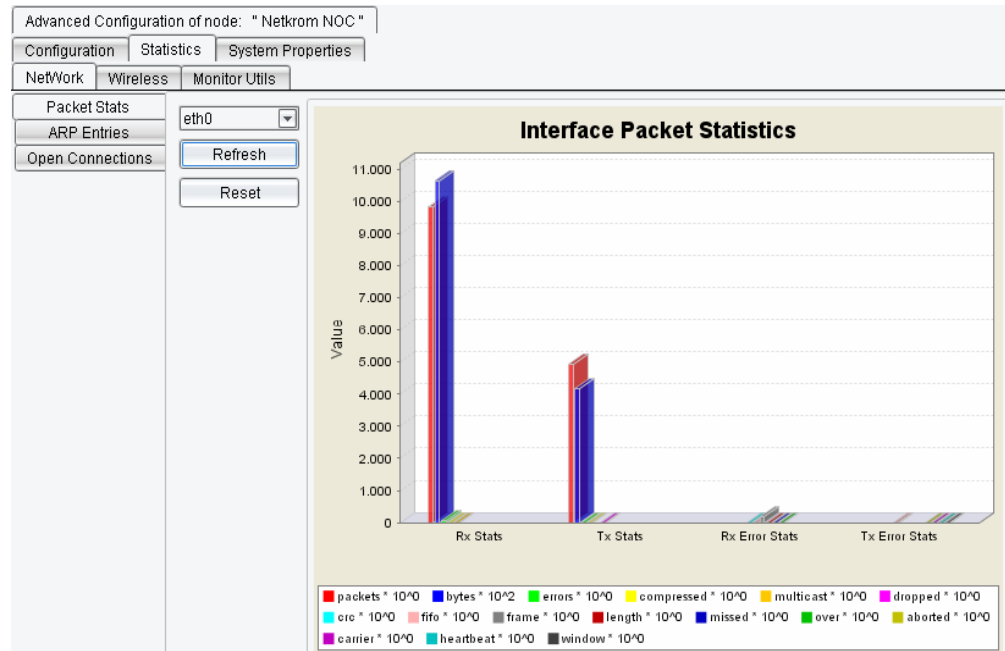 Advanced Configuration of node: "Netkrom NOC"
Configuration Statistics System Properties
NetWork Wireless Monitor Utils
Packet Stats
ARP Entries
Open Connections
eth0
Refresh
Reset
Interface Packet Statistics
Value
11.000
10.000
9.000
8.000
7.000
6.000
5.000
4.000
3.000
2.000
1.000
0
Rx Stats Tx Stats Rx Error Stats Tx Error Stats
packets * 10^0 bytes * 10^2 errors * 10^0 compressed * 10^0 multicast * 10^0 dropped * 10^0
crc * 10^0 fifo * 10^0 frame * 10^0 length * 10^0 missed * 10^0 over * 10^0 aborted * 10^0
carrier * 10^0 heartbeat * 10^0 window * 10^0